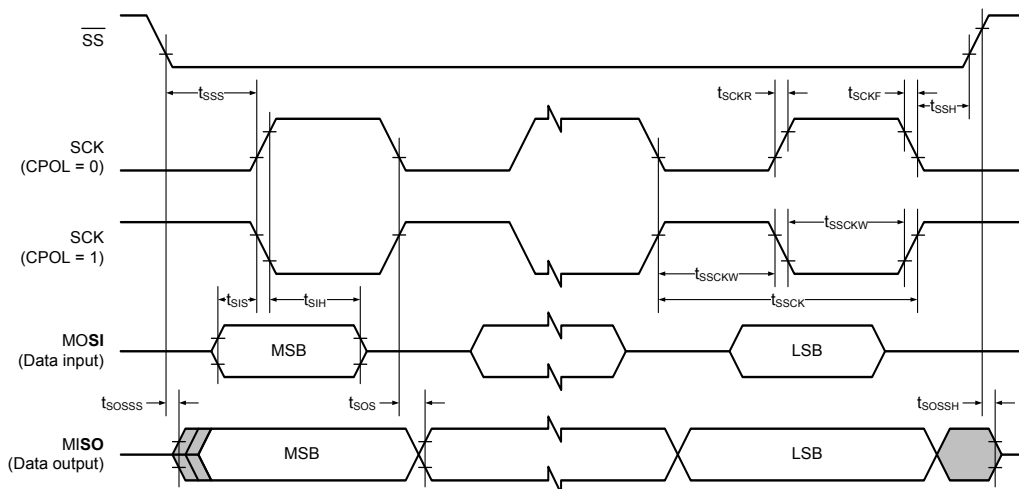 SS
tSSS
tSCKR
tSCKF
tSSH
SCK
(CPOL = 0)
SCK
(CPOL = 1)
tSSCKW
tSSCKW
tSSCK
tSIS
tSIH
MOSI
(Data input)
MSB
LSB
tSOSSS
tSOS
tSOSSH
MISO
(Data output)
MSB
LSB